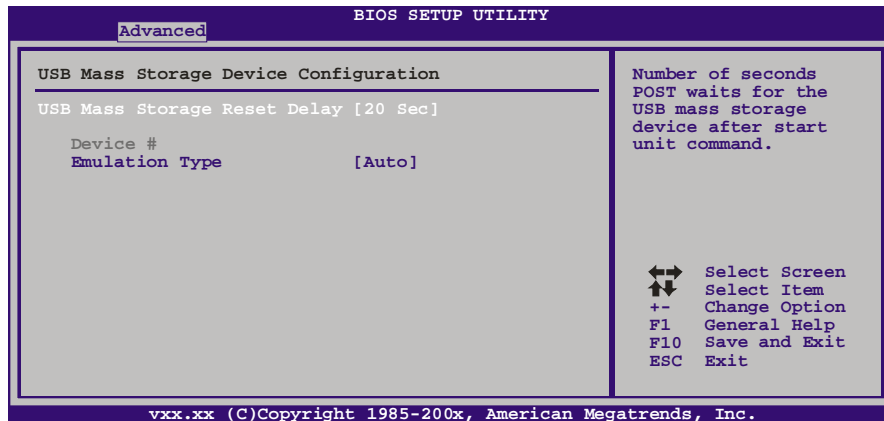 BIOS SETUP UTILITY
Advanced
USB Mass Storage Device Configuration
USB Mass Storage Reset Delay [20 Sec]
Device #
Emulation Type [Auto]
Number of seconds
POST waits for the
USB mass storage
device after start
unit command.
Select Screen
Select Item
+- Change Option
F1 General Help
F10 Save and Exit
ESC Exit
vxx.xx (C)Copyright 1985-200x, American Megatrends, Inc.